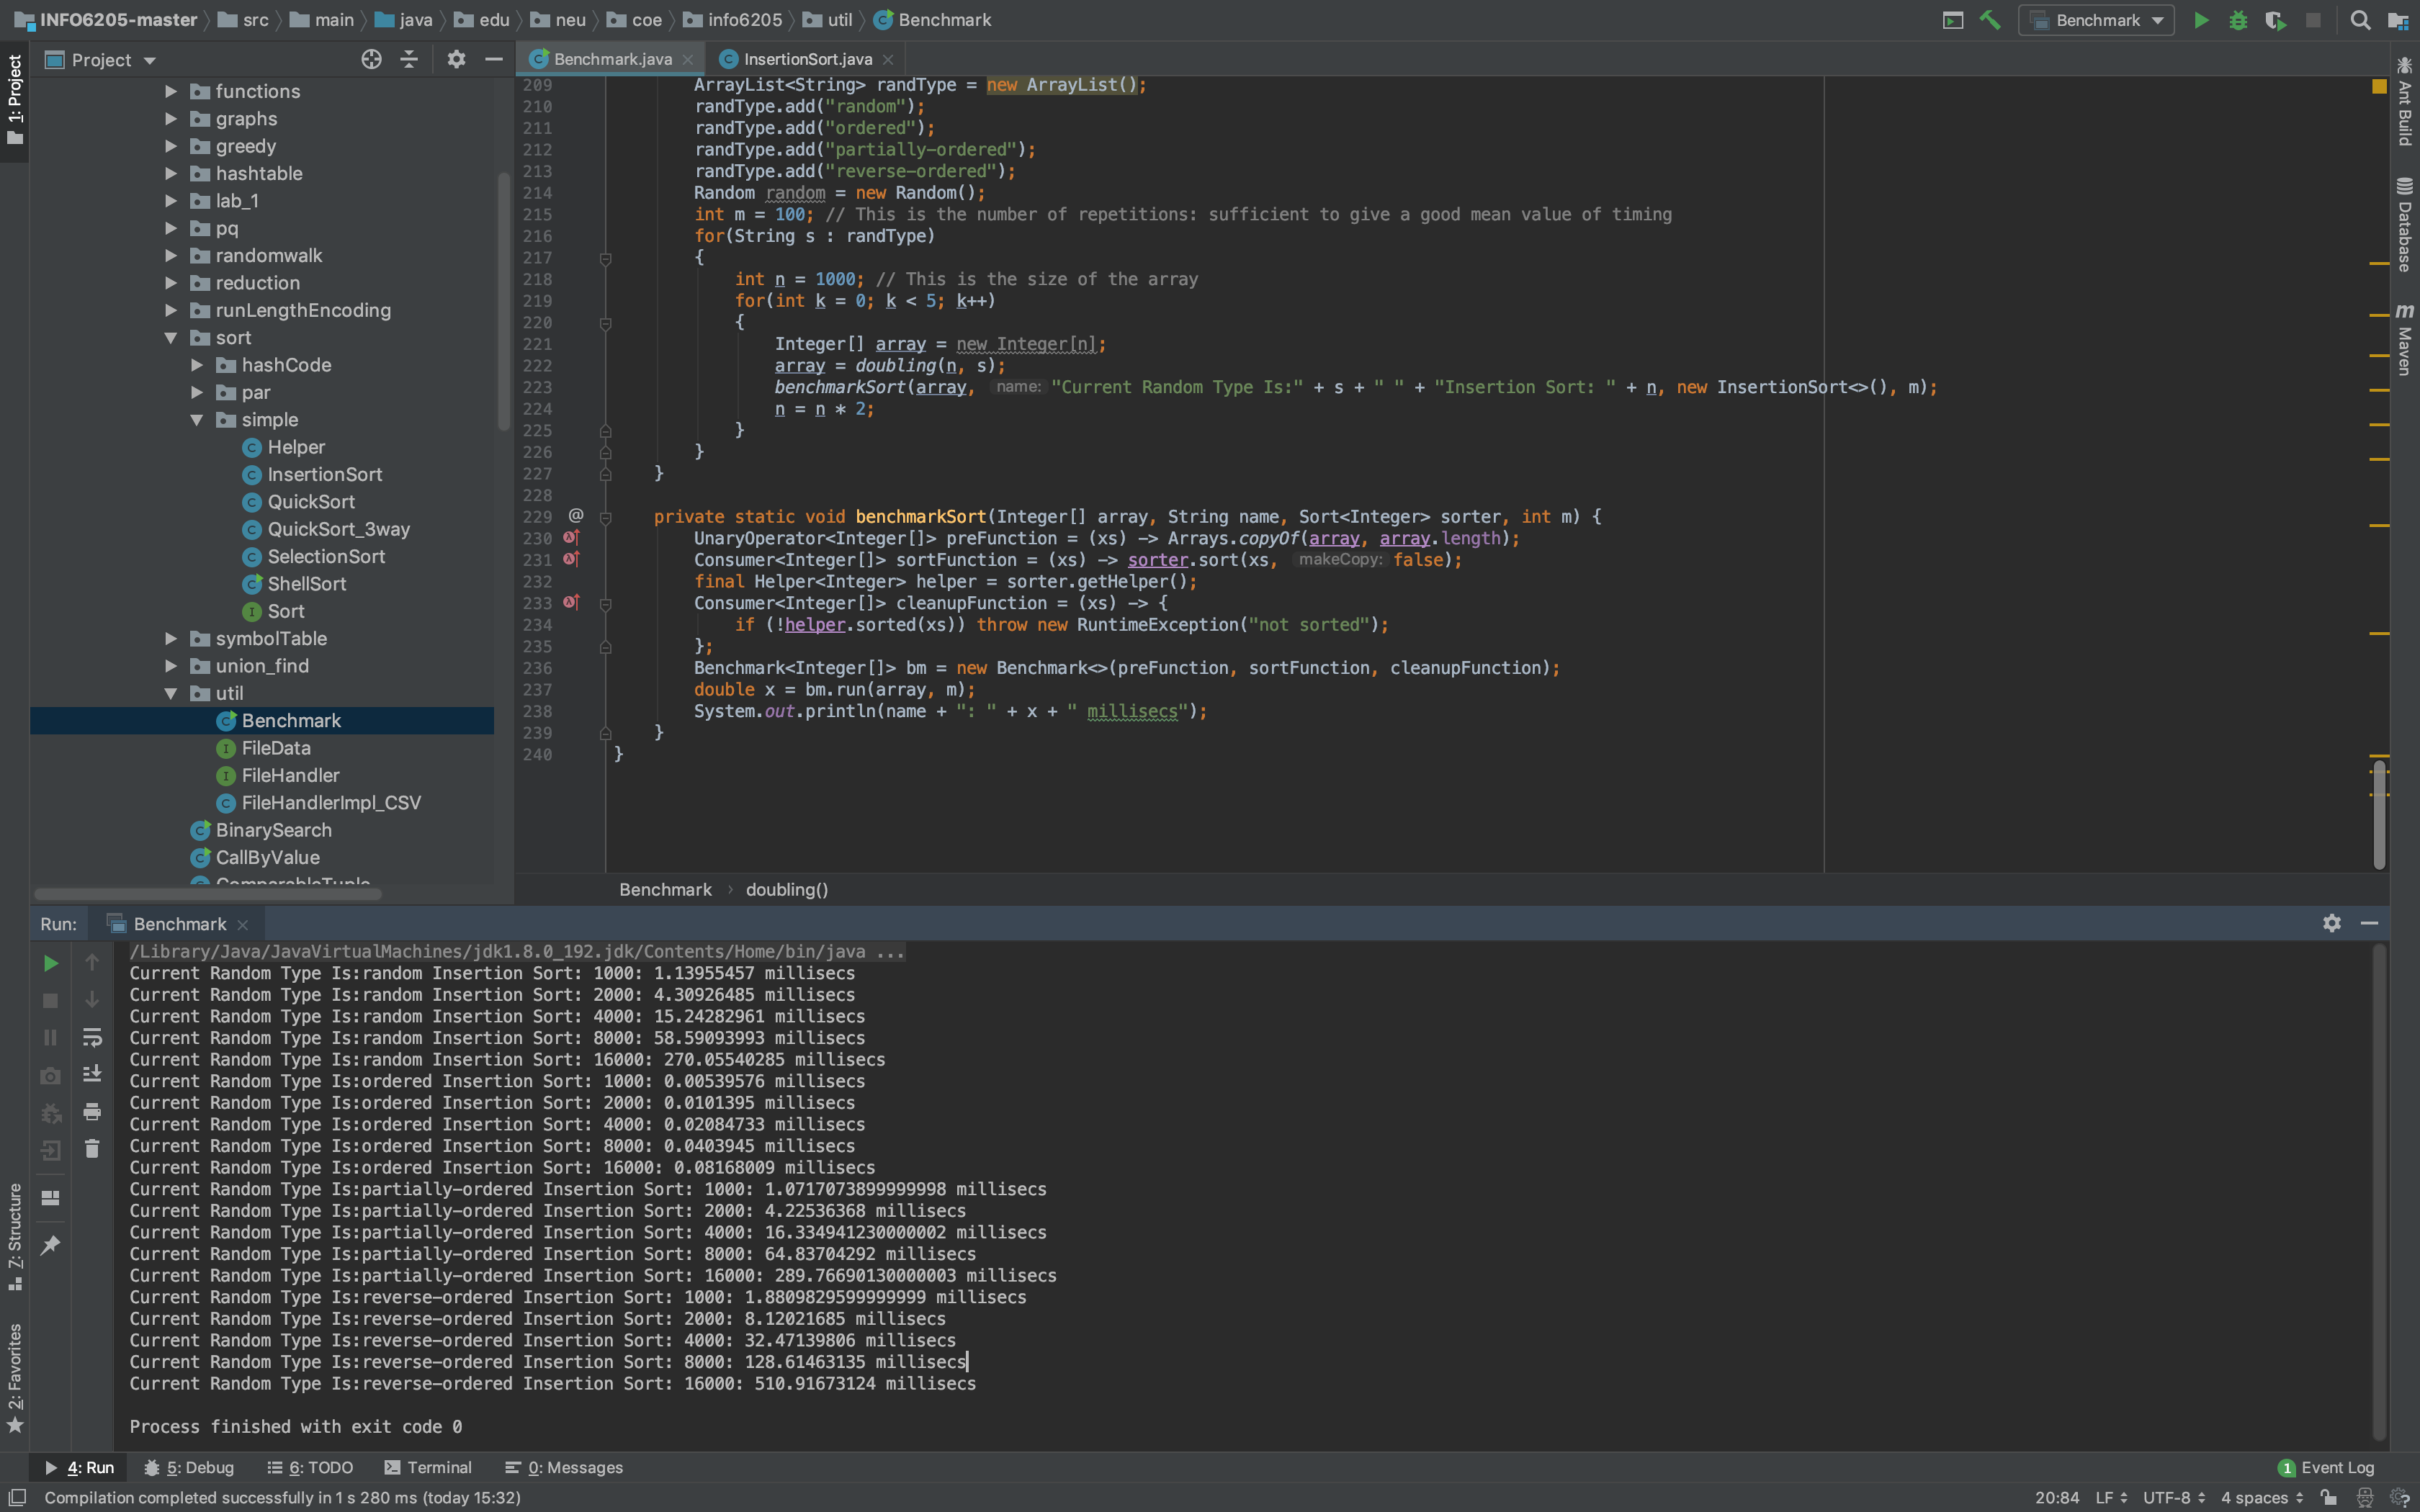 INFO6205-master src main java edu neu coe info6205 util Benchmark
Benchmark
1: Project
Project
Benchmark.java
InsertionSort.java
functions
graphs
greedy
hashtable
lab_1
pq
randomwalk
reduction
runLengthEncoding
sort
hashCode
par
simple
Helper
InsertionSort
QuickSort
QuickSort_3way
SelectionSort
ShellSort
Sort
symbolTable
union_find
util
Benchmark
FileData
FileHandler
FileHandlerImpl_CSV
BinarySearch
CallByValue
ComparableTuple
209 ArrayList<String> randType = new ArrayList();
210 randType.add("random");
211 randType.add("ordered");
212 randType.add("partially-ordered");
213 randType.add("reverse-ordered");
214 Random random = new Random();
215 int m = 100; // This is the number of repetitions: sufficient to give a good mean value of timing
216 for(String s : randType)
217 {
218 int n = 1000; // This is the size of the array
219 for(int k = 0; k < 5; k++)
220 {
221 Integer[] array = new Integer[n];
222 array = doubling(n, s);
223 benchmarkSort(array, name: "Current Random Type Is:" + s + " " + "Insertion Sort: " + n, new InsertionSort<>(), m);
224 n = n * 2;
225 }
226 }
227 }
228
229 @ private static void benchmarkSort(Integer[] array, String name, Sort<Integer> sorter, int m) {
230 UnaryOperator<Integer[]> preFunction = (xs) -> Arrays.copyOf(array, array.length);
231 Consumer<Integer[]> sortFunction = (xs) -> sorter.sort(xs, makeCopy: false);
232 final Helper<Integer> helper = sorter.getHelper();
233 Consumer<Integer[]> cleanupFunction = (xs) -> {
234 if (!helper.sorted(xs)) throw new RuntimeException("not sorted");
235 };
236 Benchmark<Integer[]> bm = new Benchmark<>(preFunction, sortFunction, cleanupFunction);
237 double x = bm.run(array, m);
238 System.out.println(name + ": " + x + " millisecs");
239 }
240 }
Benchmark › doubling()
Ant Build
Database
m Maven
Run: Benchmark
/Library/Java/JavaVirtualMachines/jdk1.8.0_192.jdk/Contents/Home/bin/java ...
Current Random Type Is:random Insertion Sort: 1000: 1.13955457 millisecs
Current Random Type Is:random Insertion Sort: 2000: 4.30926485 millisecs
Current Random Type Is:random Insertion Sort: 4000: 15.24282961 millisecs
Current Random Type Is:random Insertion Sort: 8000: 58.59093993 millisecs
Current Random Type Is:random Insertion Sort: 16000: 270.05540285 millisecs
Current Random Type Is:ordered Insertion Sort: 1000: 0.00539576 millisecs
Current Random Type Is:ordered Insertion Sort: 2000: 0.0101395 millisecs
Current Random Type Is:ordered Insertion Sort: 4000: 0.02084733 millisecs
Current Random Type Is:ordered Insertion Sort: 8000: 0.0403945 millisecs
Current Random Type Is:ordered Insertion Sort: 16000: 0.08168009 millisecs
Current Random Type Is:partially-ordered Insertion Sort: 1000: 1.0717073899999998 millisecs
Current Random Type Is:partially-ordered Insertion Sort: 2000: 4.22536368 millisecs
Current Random Type Is:partially-ordered Insertion Sort: 4000: 16.334941230000002 millisecs
Current Random Type Is:partially-ordered Insertion Sort: 8000: 64.83704292 millisecs
Current Random Type Is:partially-ordered Insertion Sort: 16000: 289.76690130000003 millisecs
Current Random Type Is:reverse-ordered Insertion Sort: 1000: 1.8809829599999999 millisecs
Current Random Type Is:reverse-ordered Insertion Sort: 2000: 8.12021685 millisecs
Current Random Type Is:reverse-ordered Insertion Sort: 4000: 32.47139806 millisecs
Current Random Type Is:reverse-ordered Insertion Sort: 8000: 128.61463135 millisecs
Current Random Type Is:reverse-ordered Insertion Sort: 16000: 510.91673124 millisecs
Process finished with exit code 0
7: Structure
2: Favorites
4: Run 5: Debug 6: TODO Terminal 0: Messages
1 Event Log
Compilation completed successfully in 1 s 280 ms (today 15:32)
20:84 LF UTF-8 4 spaces